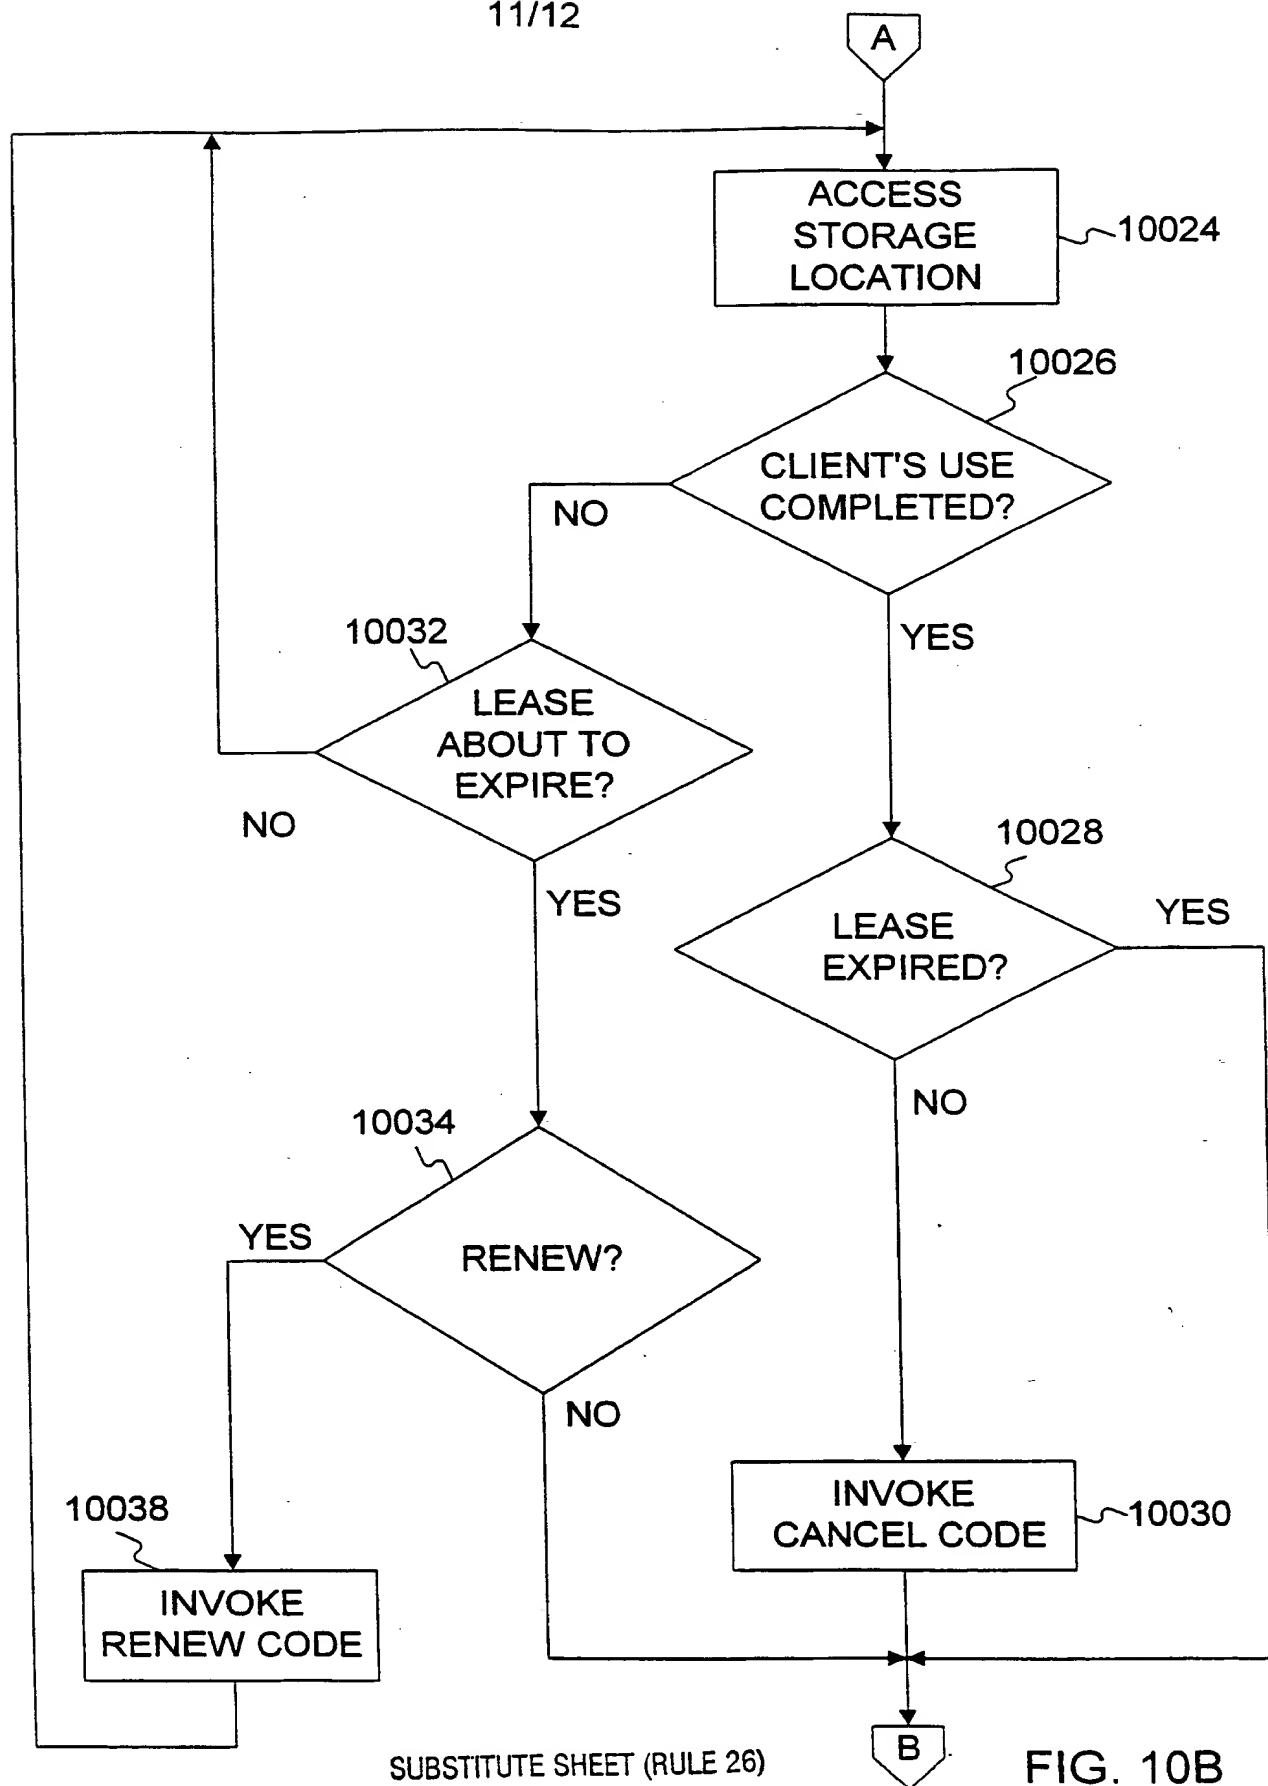 11/12
A
ACCESS
STORAGE
LOCATION
10024
10026
CLIENT'S USE
COMPLETED?
NO
YES
10032
LEASE
ABOUT TO
EXPIRE?
NO
YES
10028
LEASE
EXPIRED?
YES
NO
10034
RENEW?
YES
NO
10038
INVOKE
RENEW CODE
INVOKE
CANCEL CODE
10030
B
SUBSTITUTE SHEET (RULE 26)
FIG. 10B